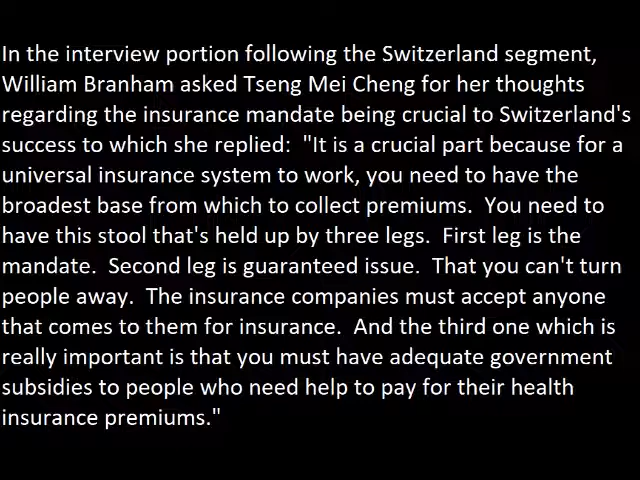 In the interview portion following the Switzerland segment,
William Branham asked Tseng Mei Cheng for her thoughts
regarding the insurance mandate being crucial to Switzerland's
success to which she replied:  "It is a crucial part because for a
universal insurance system to work, you need to have the
broadest base from which to collect premiums.  You need to
have this stool that's held up by three legs.  First leg is the
mandate.  Second leg is guaranteed issue.  That you can't turn
people away.  The insurance companies must accept anyone
that comes to them for insurance.  And the third one which is
really important is that you must have adequate government
subsidies to people who need help to pay for their health
insurance premiums."